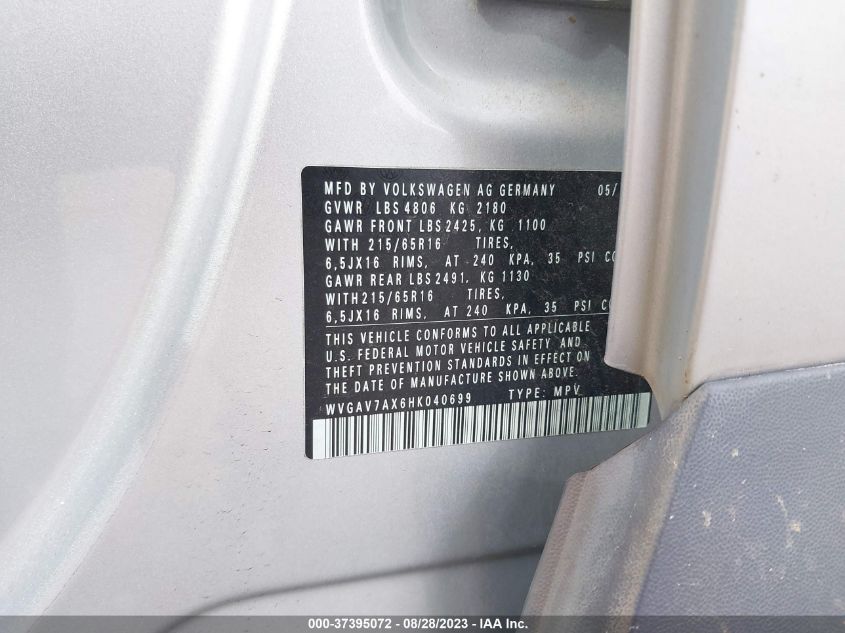 MFD BY VOLKSWAGEN AG GERMANY 05/
GVWR LBS 4806 KG 2180
GAWR FRONT LBS 2425, KG 1100
WITH 215/65R16 TIRES,
6,5JX16 RIMS, AT 240 KPA, 35 PSI CO
GAWR REAR LBS 2491, KG 1130
WITH 215/65R16 TIRES,
6,5JX16 RIMS, AT 240 KPA, 35 PSI C
THIS VEHICLE CONFORMS TO ALL APPLICABLE
U.S. FEDERAL MOTOR VEHICLE SAFETY AND
THEFT PREVENTION STANDARDS IN EFFECT ON
THE DATE OF MANUFACTURE SHOWN ABOVE.
WVGAV7AX6HK040699 TYPE: MPV
000-37395072 / 08/28/2023 - IAA Inc.